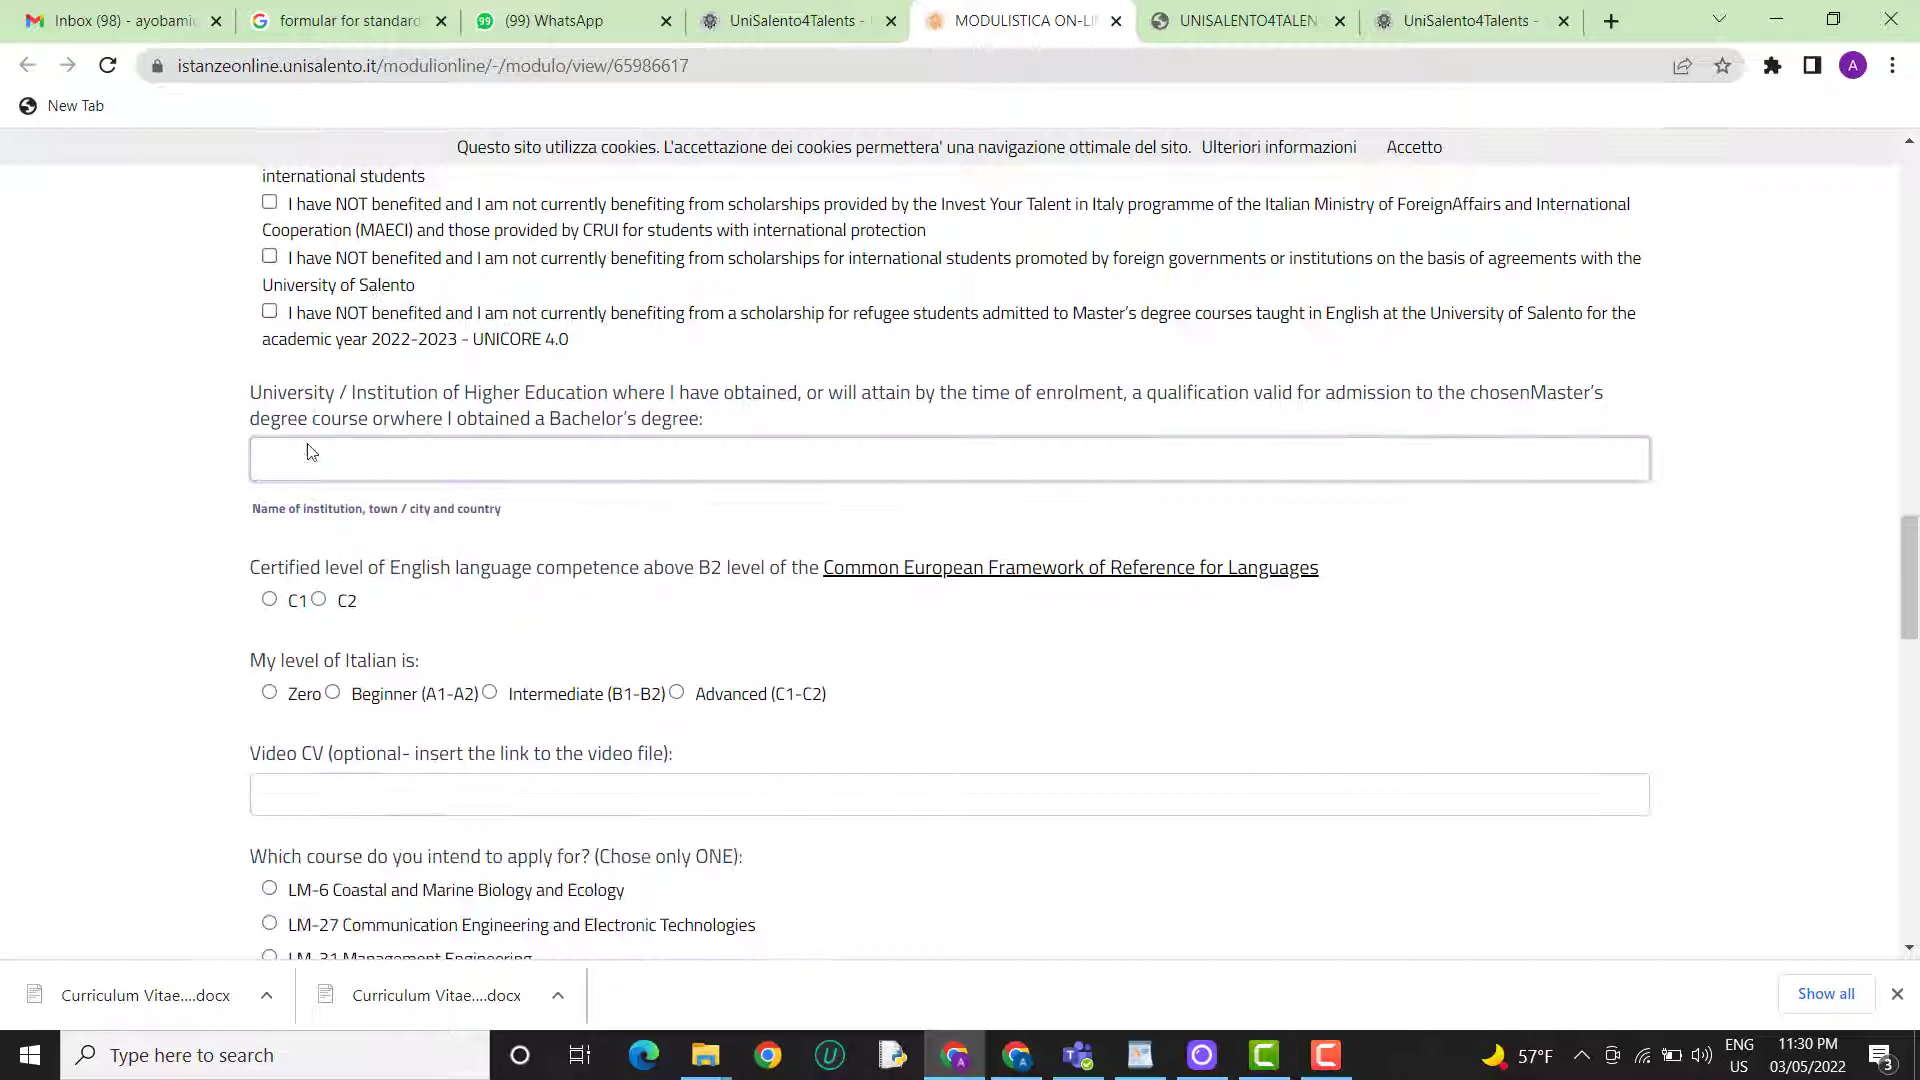 Inbox (98) - ayobami
formular for standard
(99) WhatsApp
UniSalento4Talents -
MODULISTICA ON-LI
UNISALENTO4TALEN
UniSalento4Talents -
istanzeonline.unisalento.it/modulionline/-/modulo/view/65986617
A
New Tab
Questo sito utilizza cookies. L'accettazione dei cookies permettera' una navigazione ottimale del sito. Ulteriori informazioni Accetto
international students
I have NOT benefited and I am not currently benefiting from scholarships provided by the Invest Your Talent in Italy programme of the Italian Ministry of ForeignAffairs and International
Cooperation (MAECI) and those provided by CRUI for students with international protection
I have NOT benefited and I am not currently benefiting from scholarships for international students promoted by foreign governments or institutions on the basis of agreements with the
University of Salento
I have NOT benefited and I am not currently benefiting from a scholarship for refugee students admitted to Master’s degree courses taught in English at the University of Salento for the
academic year 2022-2023 - UNICORE 4.0
University / Institution of Higher Education where I have obtained, or will attain by the time of enrolment, a qualification valid for admission to the chosenMaster’s
degree course orwhere I obtained a Bachelor’s degree:
Name of institution, town / city and country
Certified level of English language competence above B2 level of the Common European Framework of Reference for Languages
C1 C2
My level of Italian is:
Zero Beginner (A1-A2) Intermediate (B1-B2) Advanced (C1-C2)
Video CV (optional- insert the link to the video file):
Which course do you intend to apply for? (Chose only ONE):
LM-6 Coastal and Marine Biology and Ecology
LM-27 Communication Engineering and Electronic Technologies
LM-31 Management Engineering
Curriculum Vitae....docx
Curriculum Vitae....docx
Show all
Type here to search
57°F
ENG
US
11:30 PM
03/05/2022
3